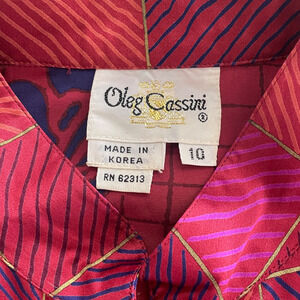 Oleg Cassini
®
MADE IN
KOREA
10
RN 62313